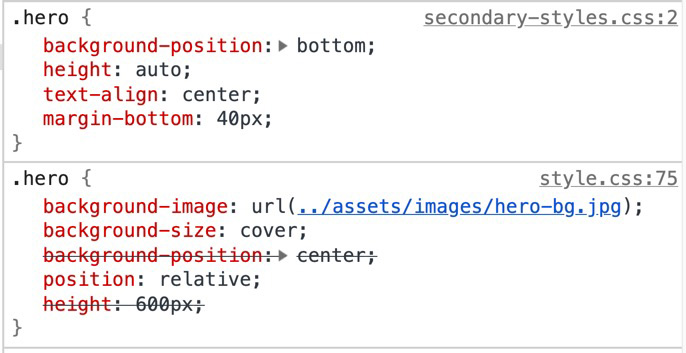 .hero { secondary-styles.css:2
background-position: bottom;
height: auto;
text-align: center;
margin-bottom: 40px;
}
.hero { style.css:75
background-image: url(../assets/images/hero-bg.jpg);
background-size: cover;
background-position: center;
position: relative;
height: 600px;
}